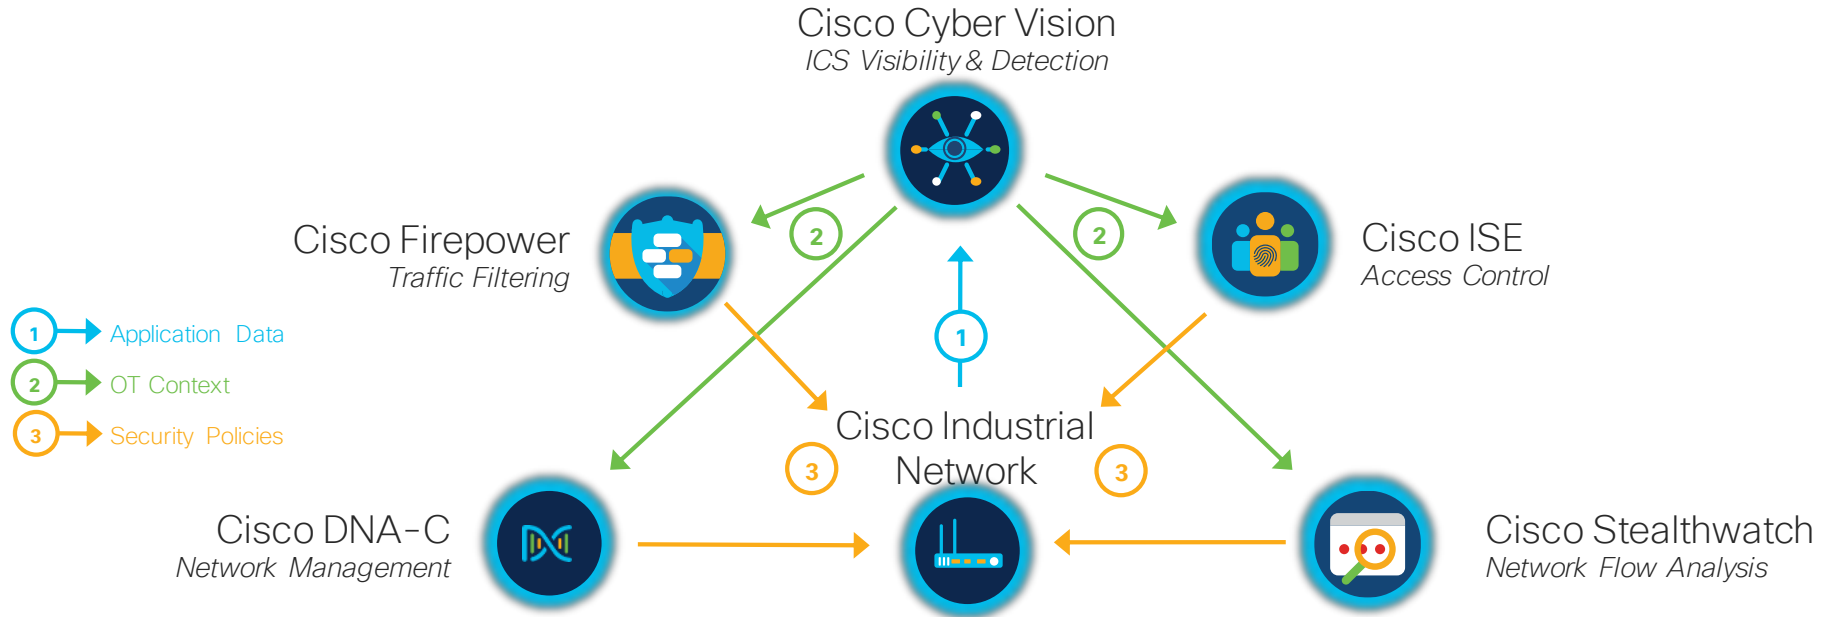 Cisco Cyber Vision
ICS Visibility & Detection
Cisco Firepower
Traffic Filtering
2
2
Cisco ISE
Access Control
1
1 Application Data
2 OT Context
3 Security Policies
Cisco Industrial
Network
3
3
Cisco DNA-C
Network Management
Cisco Stealthwatch
Network Flow Analysis